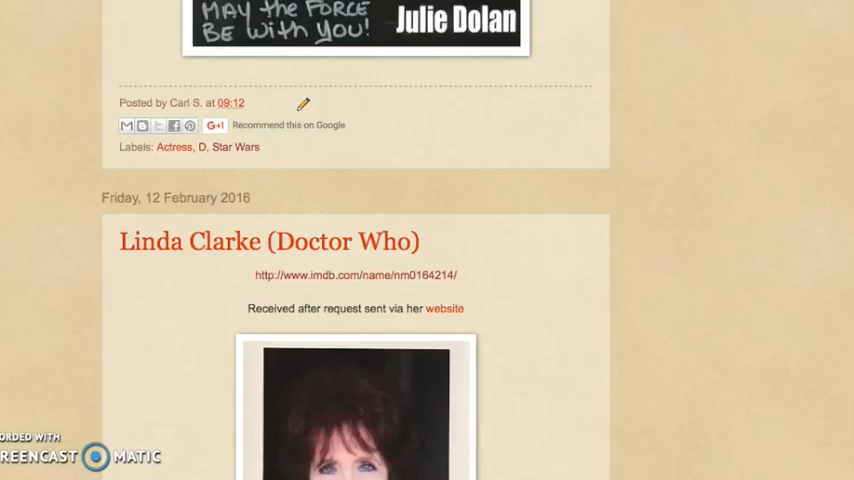 MAY the FORCE
BE with YOU!
Julie Dolan
Posted by Carl S. at 09:12
G+1 Recommend this on Google
Labels: Actress, D, Star Wars
Friday, 12 February 2016
Linda Clarke (Doctor Who)
http://www.imdb.com/name/nm0164214/
Received after request sent via her website
ORDED WITH
REENCAST MATIC